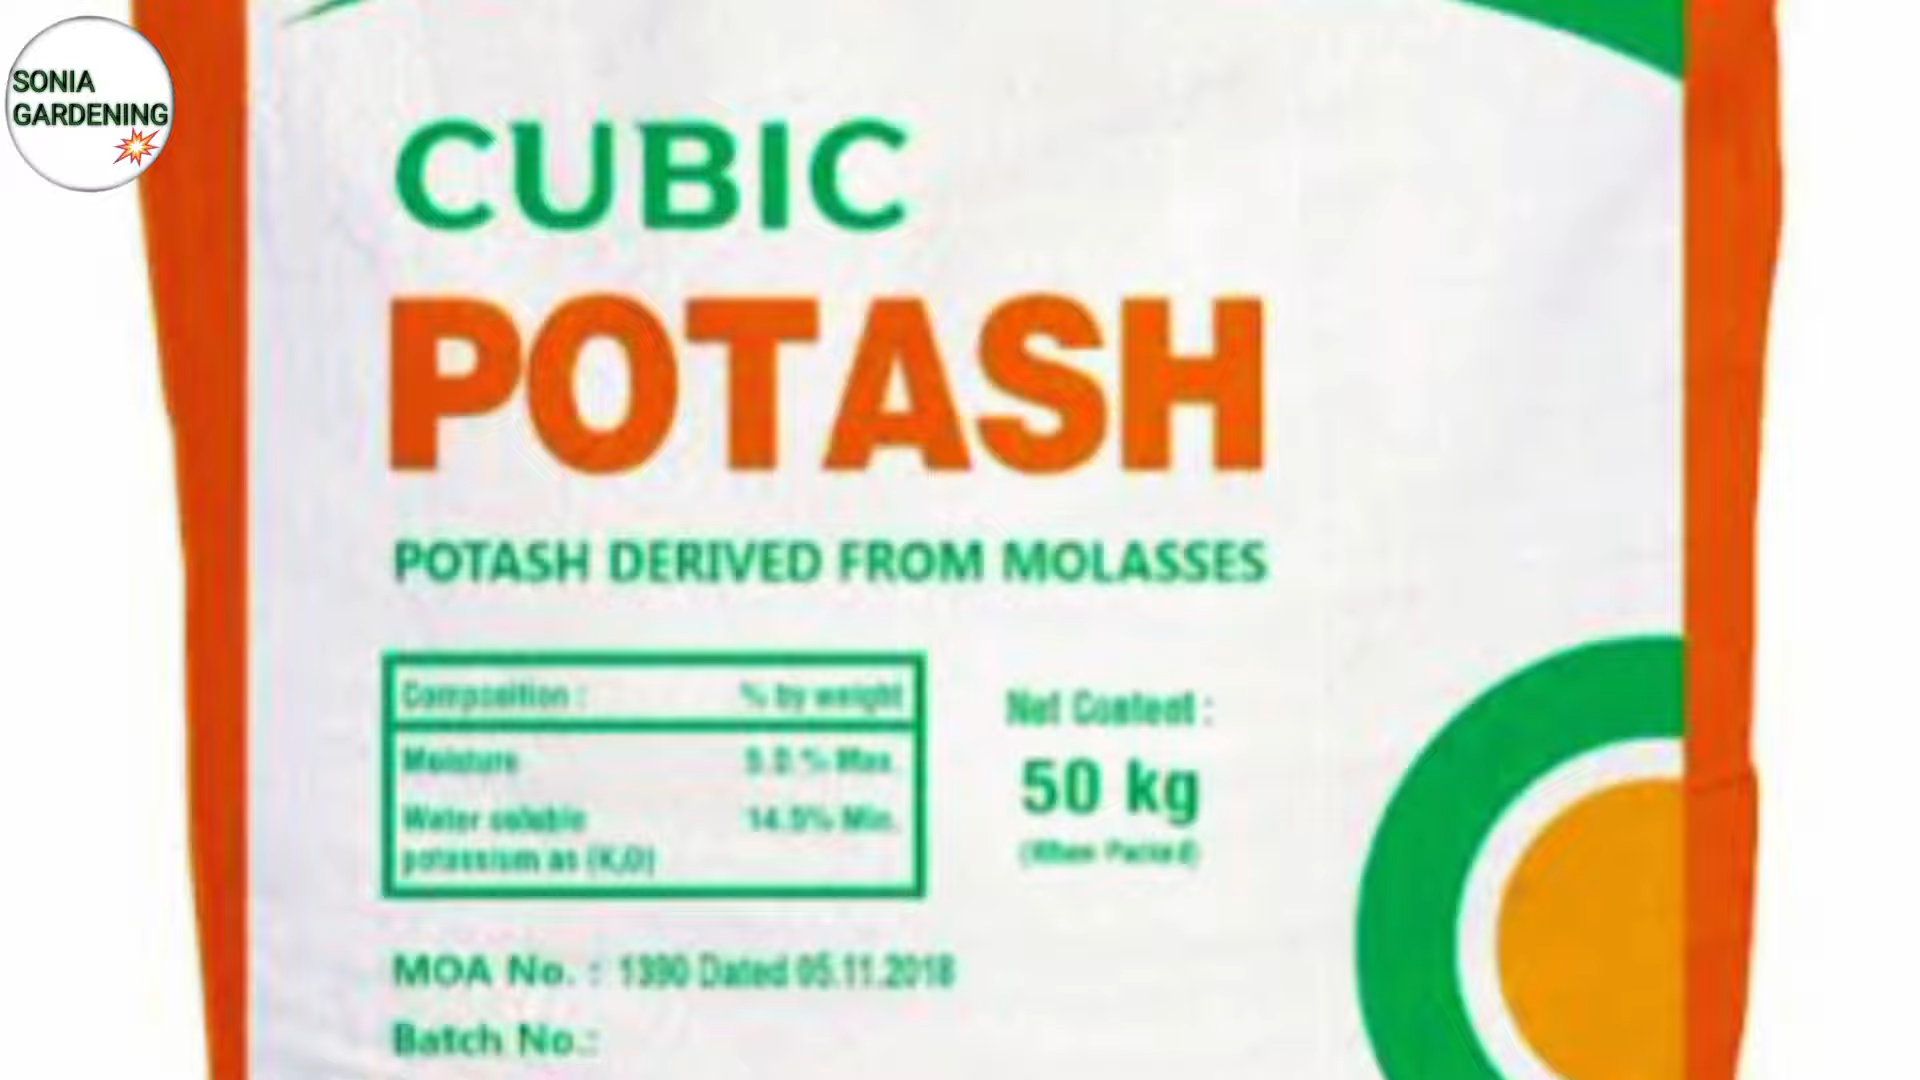 SONIA
GARDENING
CUBIC
POTASH
POTASH DERIVED FROM MOLASSES
Composition : % by weight
Moisture % Max.
Water soluble 14.5% Min.
potassium as (K₂O)
Net Content :
50 kg
(When Packed)
MOA No. : 1390 Dated 05.11.2018
Batch No.: